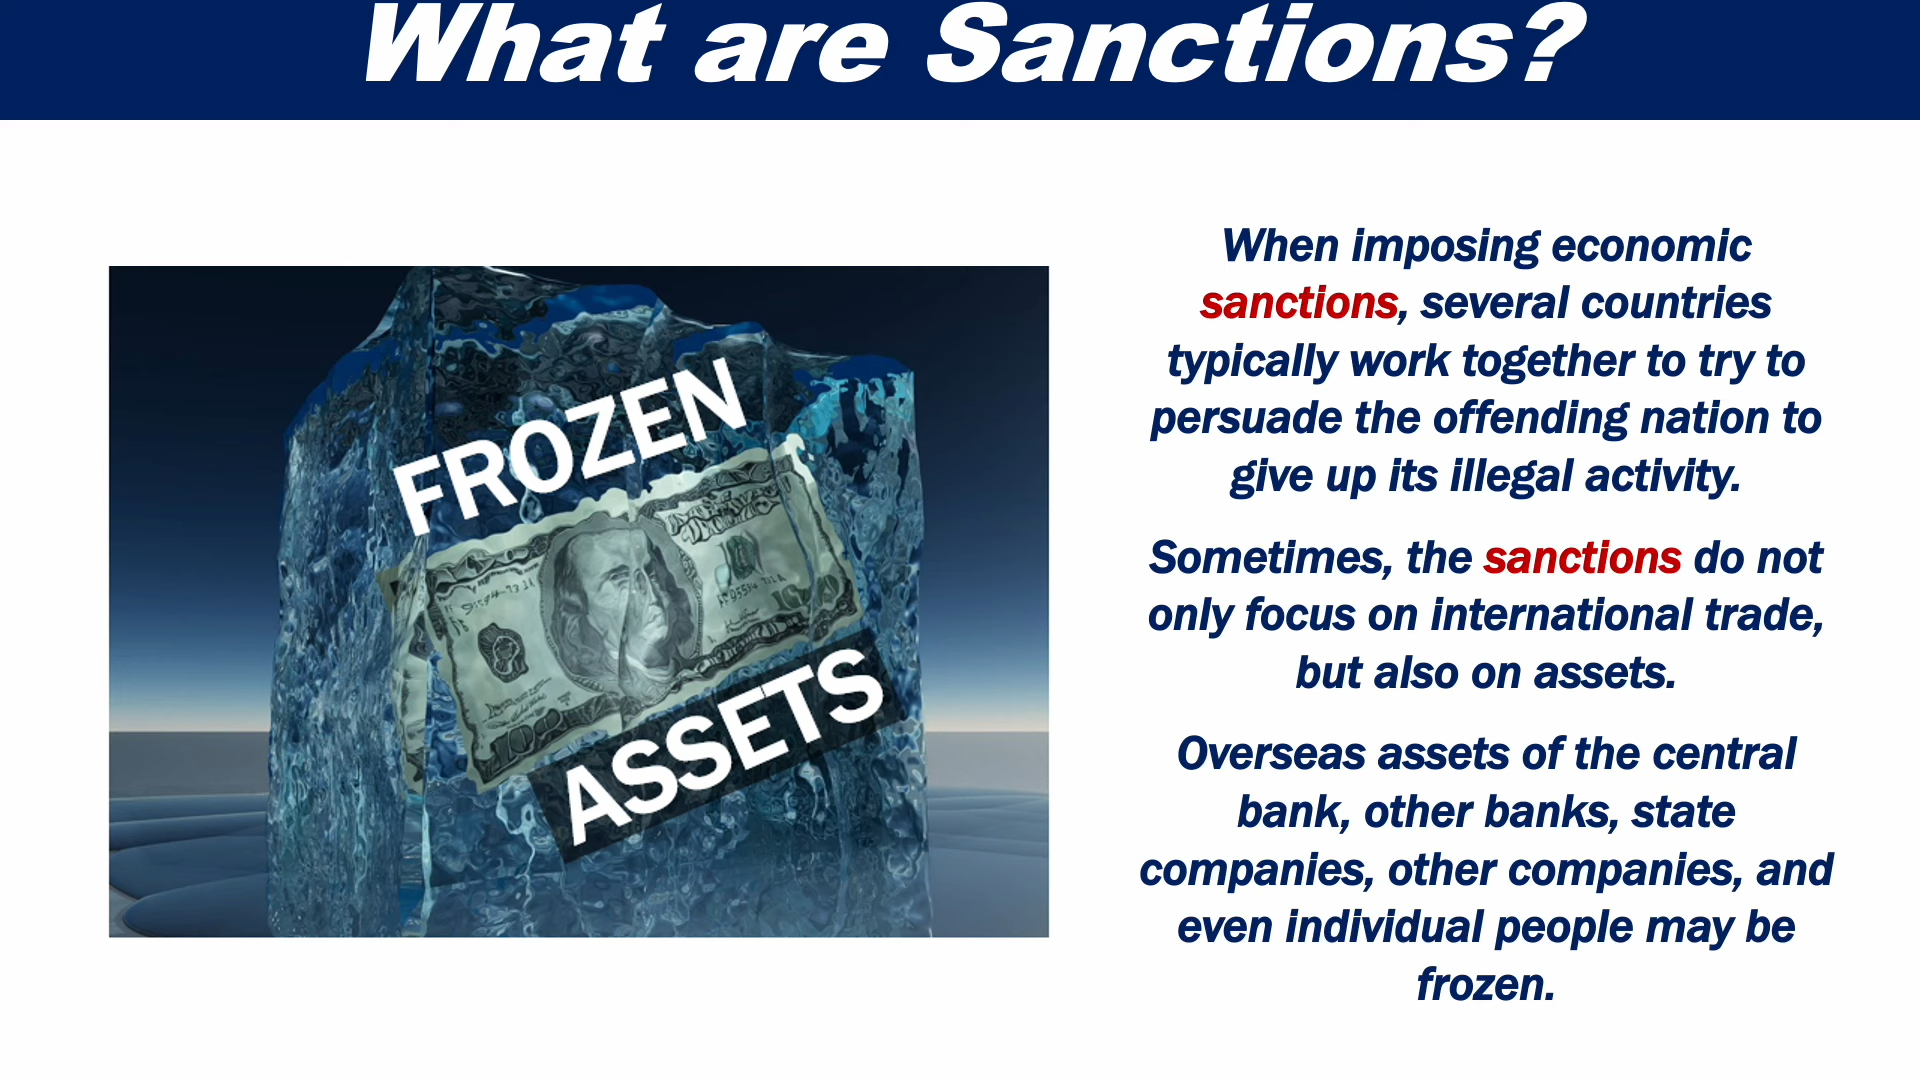 What are Sanctions?
FROZEN
ASSETS
When imposing economic
sanctions, several countries
typically work together to try to
persuade the offending nation to
give up its illegal activity.
Sometimes, the sanctions do not
only focus on international trade,
but also on assets.
Overseas assets of the central
bank, other banks, state
companies, other companies, and
even individual people may be
frozen.